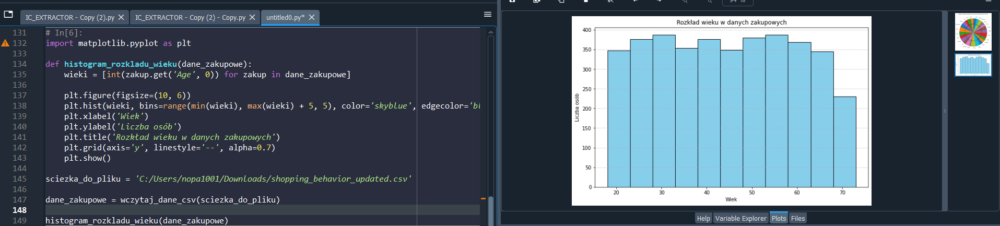 IC_EXTRACTOR - Copy (2).py
IC_EXTRACTOR - Copy (2) - Copy.py
untitled0.py*
131 # In[6]:
132 import matplotlib.pyplot as plt
133
134 def histogram_rozkladu_wieku(dane_zakupowe):
135 wieki = [int(zakup.get('Age', 0)) for zakup in dane_zakupowe]
136
137 plt.figure(figsize=(10, 6))
138 plt.hist(wieki, bins=range(min(wieki), max(wieki) + 5, 5), color='skyblue', edgecolor='bl
139 plt.xlabel('Wiek')
140 plt.ylabel('Liczba osób')
141 plt.title('Rozkład wieku w danych zakupowych')
142 plt.grid(axis='y', linestyle='--', alpha=0.7)
143 plt.show()
144
145 sciezka_do_pliku = 'C:/Users/nopa1001/Downloads/shopping_behavior_updated.csv'
146
147 dane_zakupowe = wczytaj_dane_csv(sciezka_do_pliku)
148
149 histogram_rozkladu_wieku(dane_zakupowe)
94 %
Rozkład wieku w danych zakupowych
400
350
300
250
200
150
100
50
0
Liczba osób
20 30 40 50 60 70
Wiek
Help Variable Explorer Plots Files